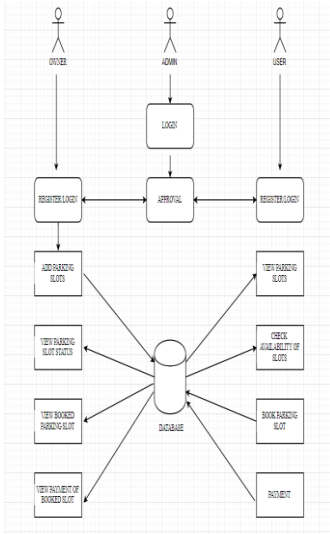 OWNER
ADMIN
USER
LOGIN
REGISTER LOGIN
APPROVAL
REGISTER LOGIN
ADD PARKING
SLOTS
VIEW PARKING
SLOTS
VIEW PARKING
SLOT STATUS
CHECK
AVAILABILITY OF
SLOTS
VIEW BOOKED
PARKING SLOT
DATABASE
BOOK PARKING
SLOT
VIEW PAYMENT OF
BOOKED SLOT
PAYMENT